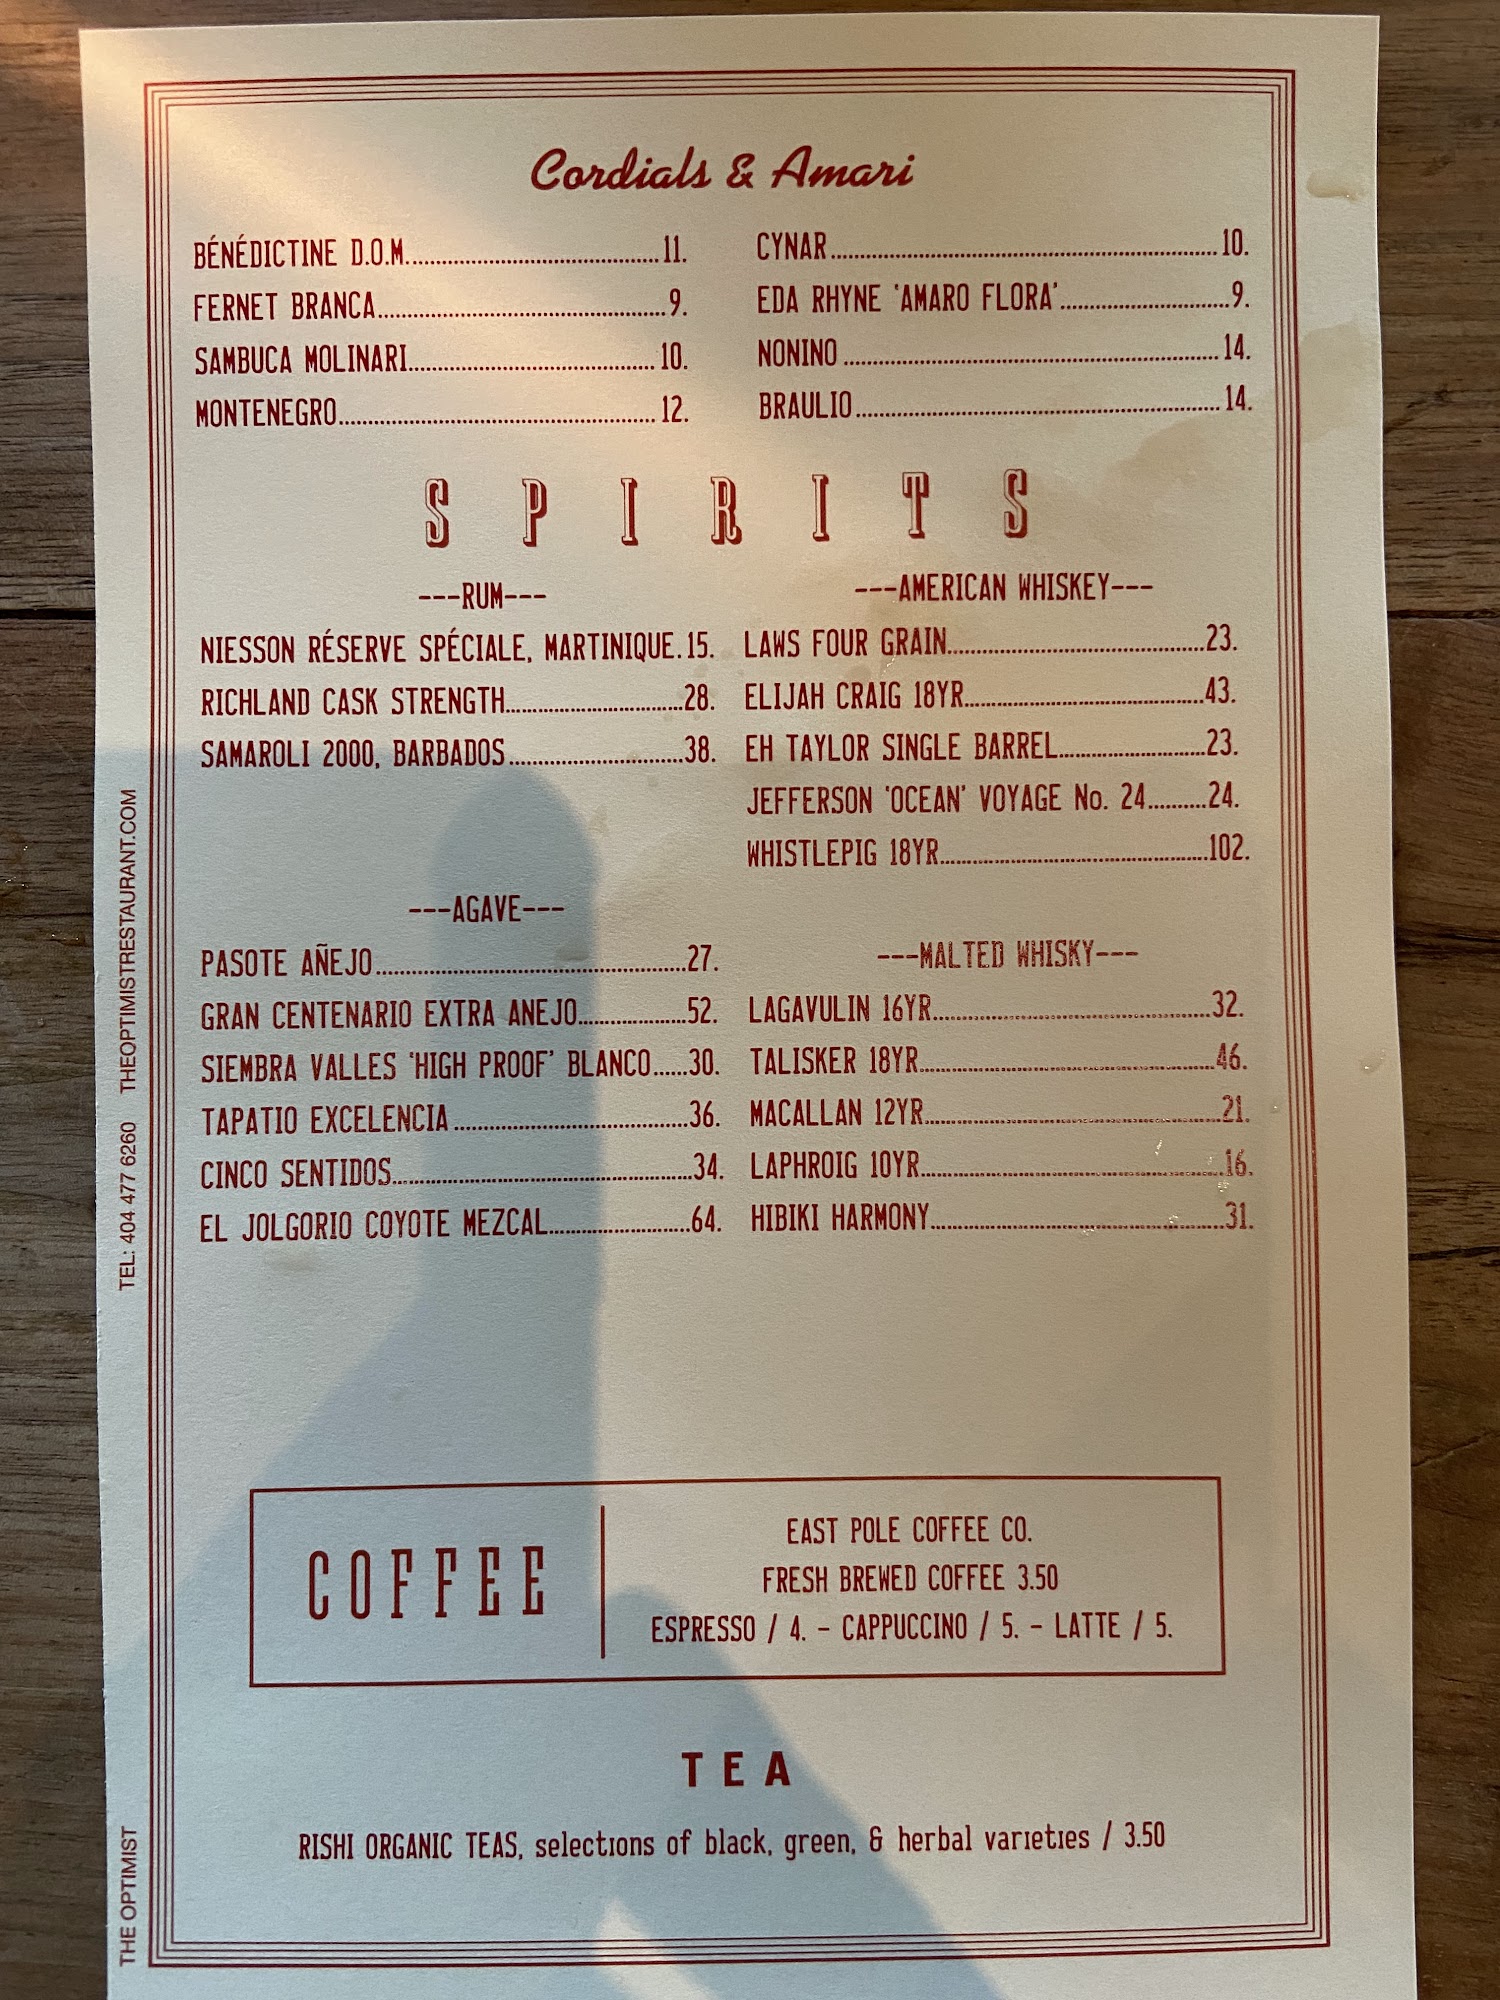 Cordials & Amari
BÉNÉDICTINE D.O.M. 11.
FERNET BRANCA 9.
SAMBUCA MOLINARI 10.
MONTENEGRO 12.
CYNAR 10.
EDA RHYNE 'AMARO FLORA' 9.
NONINO 14.
BRAULIO 14.
SPIRITS
---RUM---
NIESSON RÉSERVE SPÉCIALE, MARTINIQUE. 15.
RICHLAND CASK STRENGTH 28.
SAMAROLI 2000, BARBADOS 38.
---AGAVE---
PASOTE AÑEJO 27.
GRAN CENTENARIO EXTRA ANEJO 52.
SIEMBRA VALLES 'HIGH PROOF' BLANCO 30.
TAPATIO EXCELENCIA 36.
CINCO SENTIDOS 34.
EL JOLGORIO COYOTE MEZCAL 64.
---AMERICAN WHISKEY---
LAWS FOUR GRAIN 23.
ELIJAH CRAIG 18YR 43.
EH TAYLOR SINGLE BARREL 23.
JEFFERSON 'OCEAN' VOYAGE No. 24 24.
WHISTLEPIG 18YR 102.
---MALTED WHISKY---
LAGAVULIN 16YR 32.
TALISKER 18YR 46.
MACALLAN 12YR 21.
LAPHROIG 10YR 16.
HIBIKI HARMONY 31.
COFFEE
EAST POLE COFFEE CO.
FRESH BREWED COFFEE 3.50
ESPRESSO / 4. - CAPPUCCINO / 5. - LATTE / 5.
TEA
RISHI ORGANIC TEAS, selections of black, green, & herbal varieties / 3.50
THE OPTIMIST
TEL: 404 477 6260 THEOPTIMISTRESTAURANT.COM